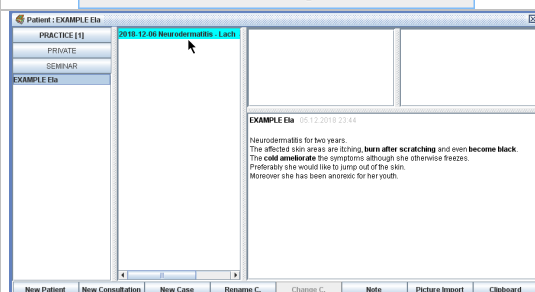 Patient : EXAMPLE Ela
PRACTICE [1]
PRIVATE
SEMINAR
EXAMPLE Ela
2018-12-06 Neurodermatitis - Lach
EXAMPLE Ela 05.12.2018 23:44
Neurodermatitis for two years.
The affected skin areas are itching, burn after scratching and even become black.
The cold ameliorate the symptoms although she otherwise freezes.
Preferably she would like to jump out of the skin.
Moreover she has been anorexic for her youth.
New Patient New Consultation New Case Rename C. Change C. Note Picture Import Clipboard